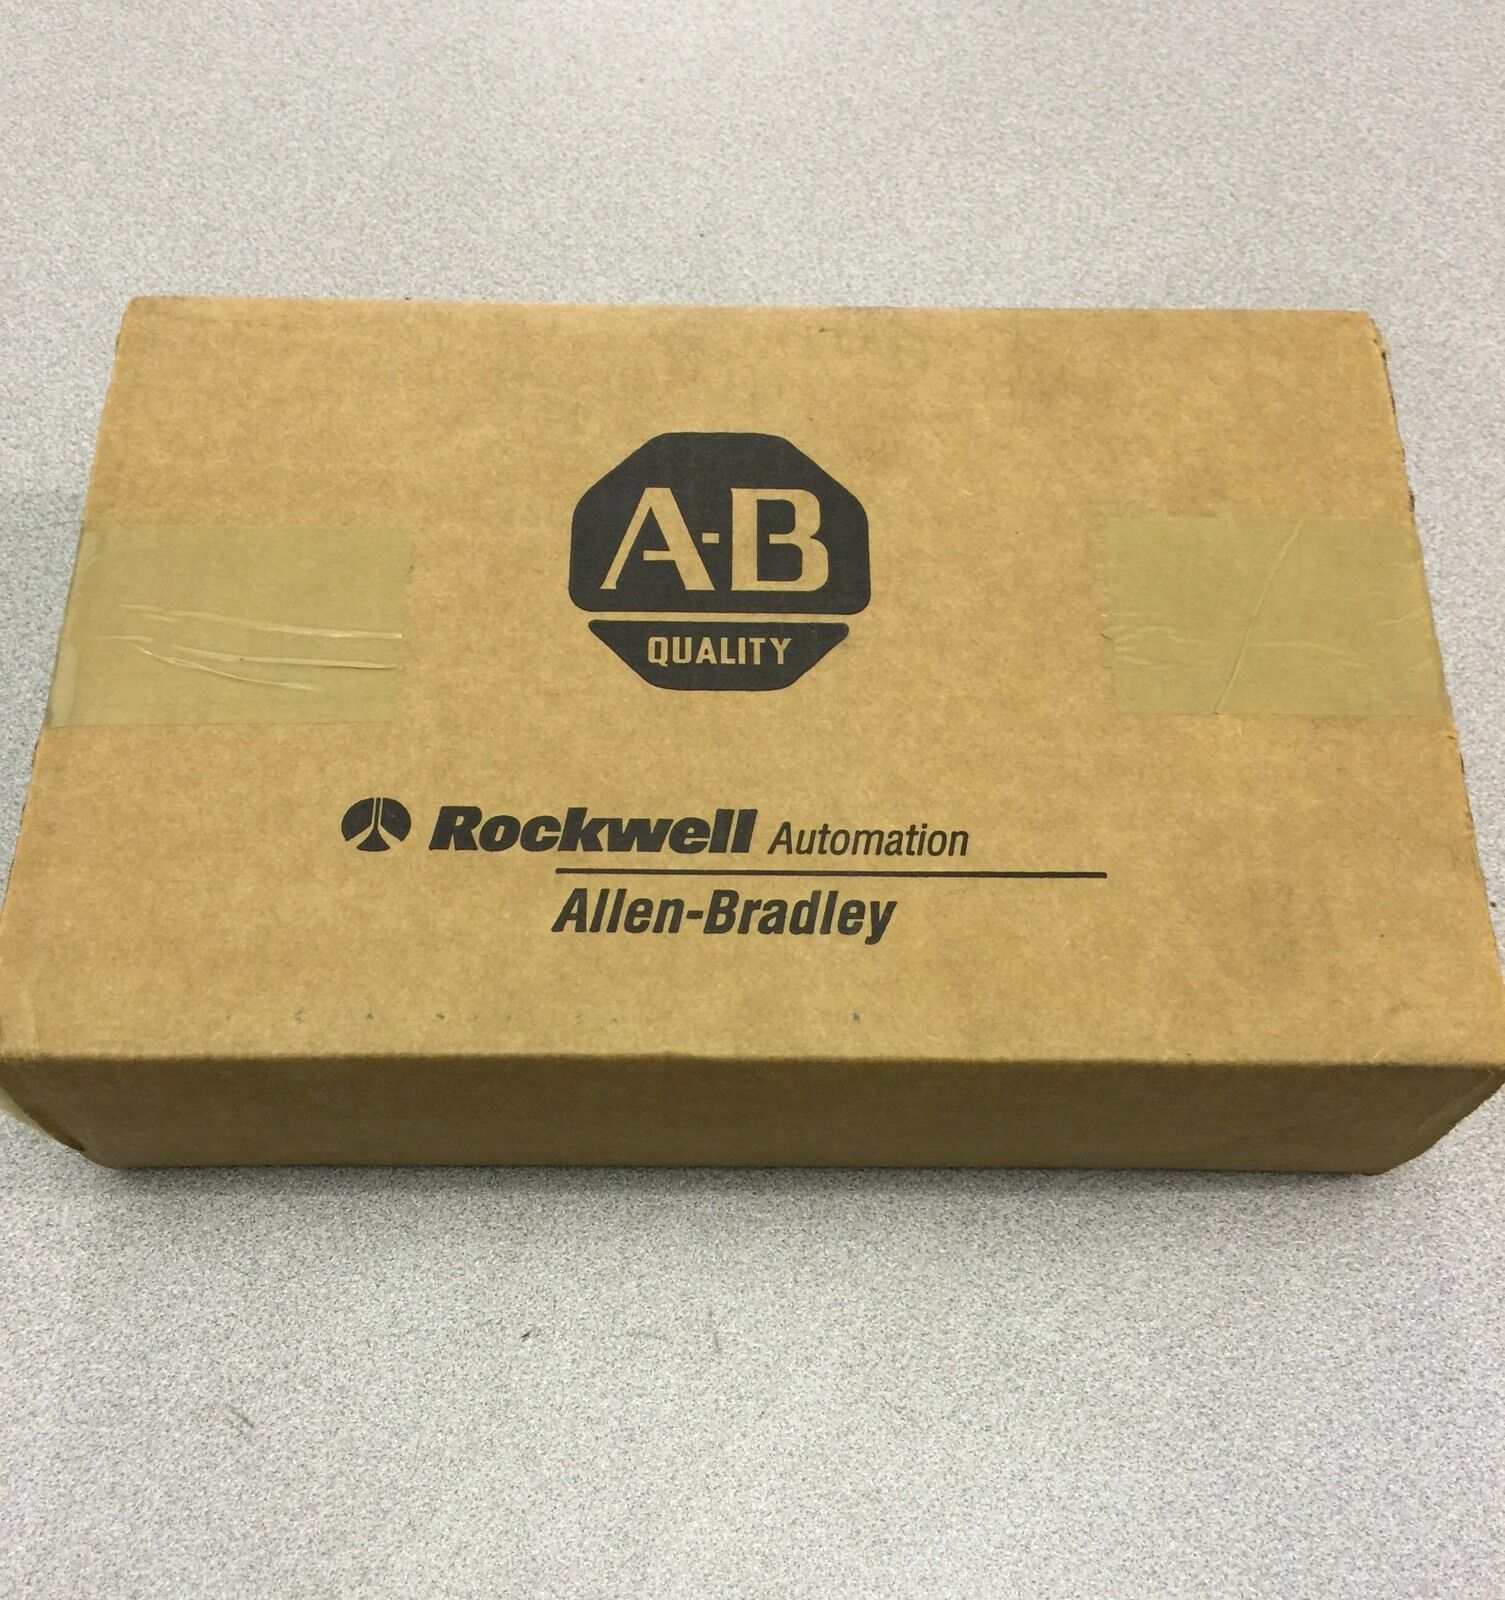 A-B
QUALITY
Rockwell Automation
Allen-Bradley